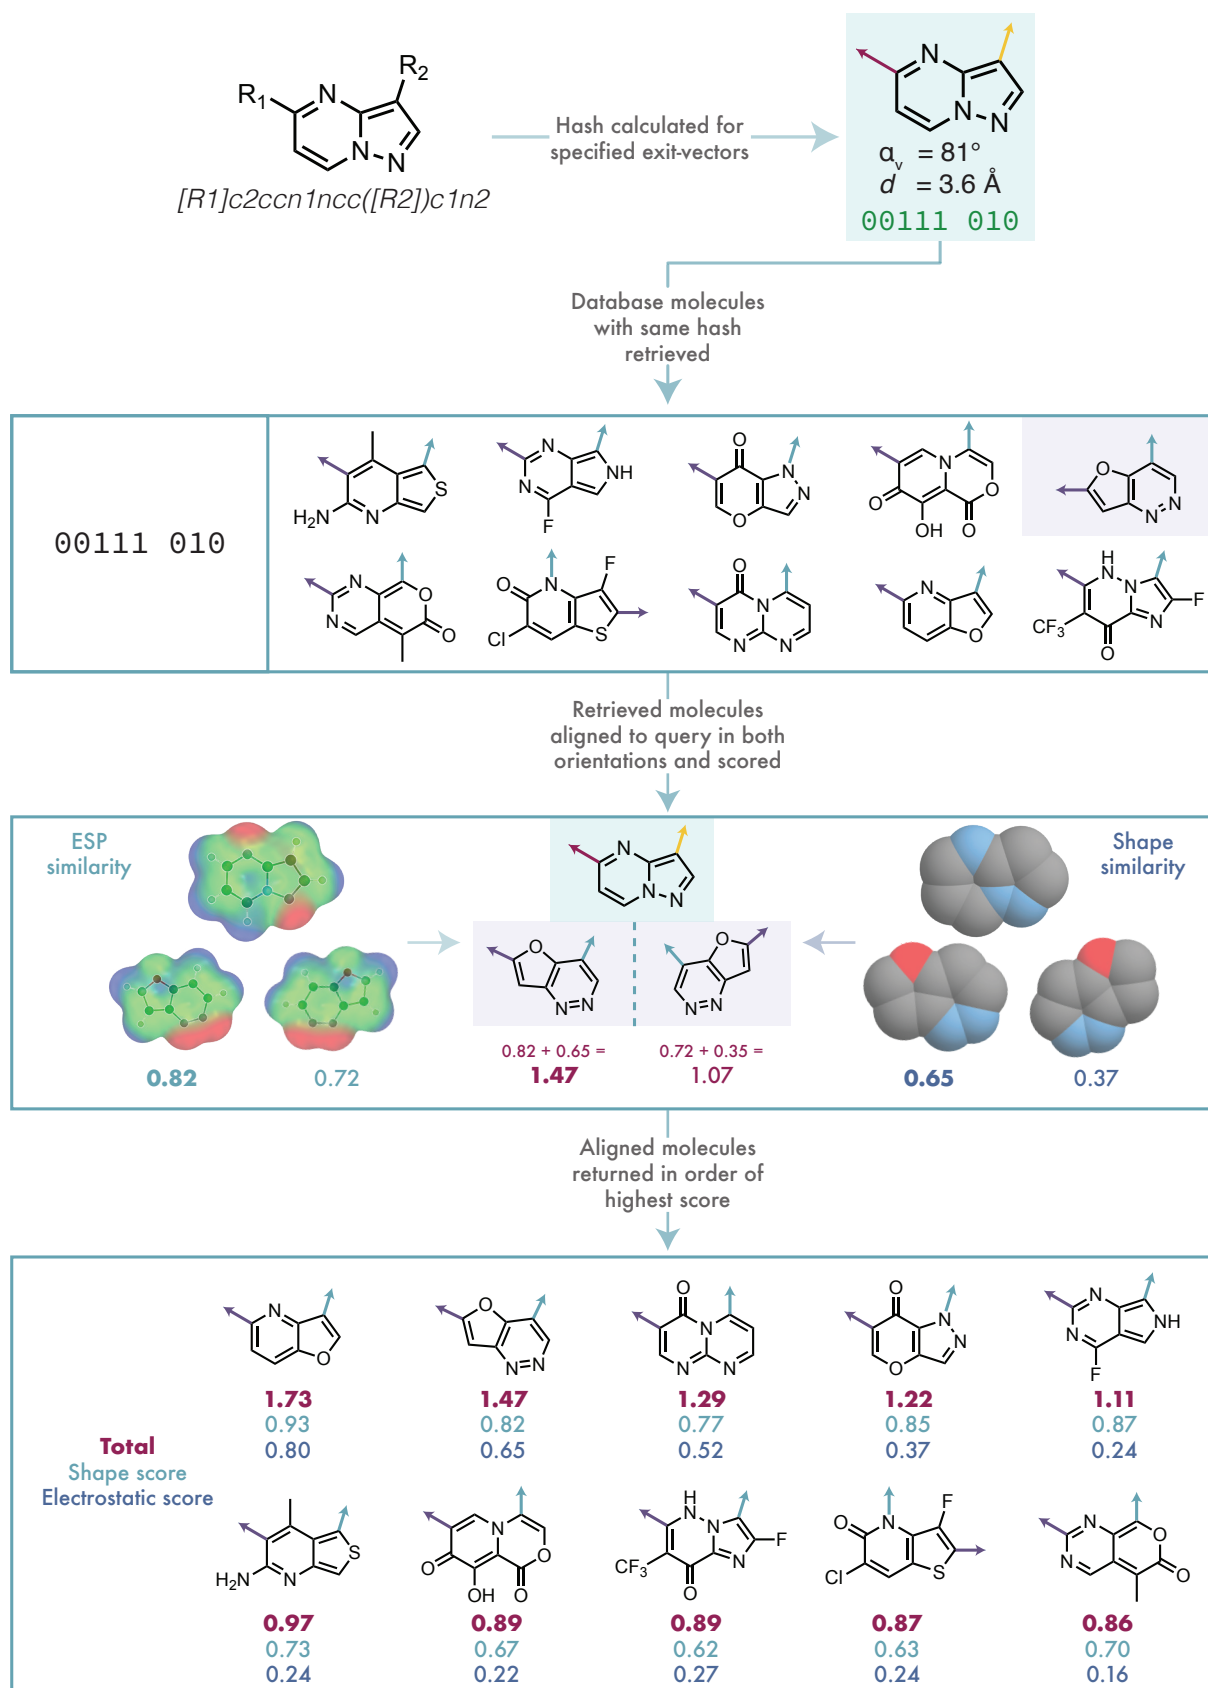 R1
R2
N
N
N
[R1]c2ccn1ncc([R2])c1n2
Hash calculated for
specified exit-vectors
N
N
N
αv = 81°
d = 3.6 Å
00111 010
Database molecules
with same hash
retrieved
00111 010
S
H2N
N
N
N
NH
F
O
N
N
O
N
O
O
OH
O
O
N
N
N
N
O
O
O
N
F
Cl
S
O
N
N
N
N
O
H
N
N
N
F
CF3
O
Retrieved molecules
aligned to query in both
orientations and scored
ESP
similarity
Shape
similarity
N
N
N
O
N=N
O
N=N
0.82 + 0.65 =
1.47
0.72 + 0.35 =
1.07
0.82
0.72
0.65
0.37
Aligned molecules
returned in order of
highest score
N
O
O
N=N
O
N
N
N
O
N
N
O
N
N
NH
F
1.73
1.47
1.29
1.22
1.11
0.93
0.82
0.77
0.85
0.87
0.80
0.65
0.52
0.37
0.24
Total
Shape score
Electrostatic score
S
H2N
N
N
O
O
OH
O
H
N
N
N
F
CF3
O
O
N
F
Cl
S
N
N
O
O
0.97
0.89
0.89
0.87
0.86
0.73
0.67
0.62
0.63
0.70
0.24
0.22
0.27
0.24
0.16